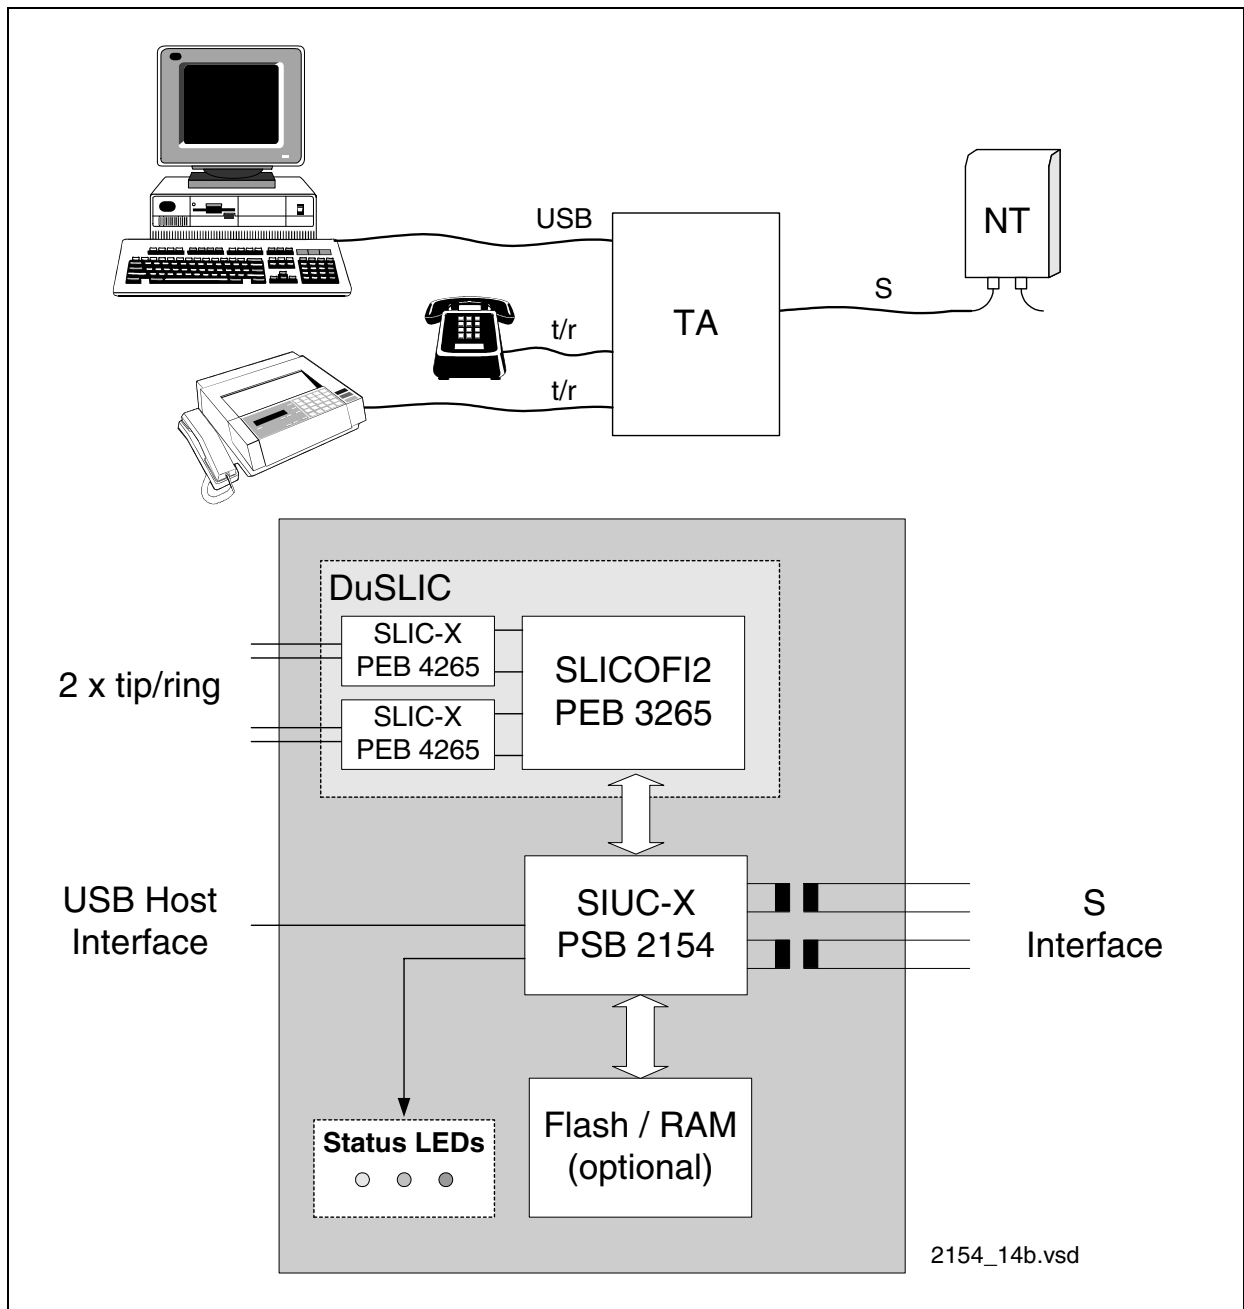 USB
NT
S
TA
t/r
t/r
DuSLIC
SLIC-X
PEB 4265
SLICOFI2
PEB 3265
2 x tip/ring
SLIC-X
PEB 4265
USB Host
Interface
SIUC-X
PSB 2154
S
Interface
Status LEDs
Flash / RAM
(optional)
2154_14b.vsd